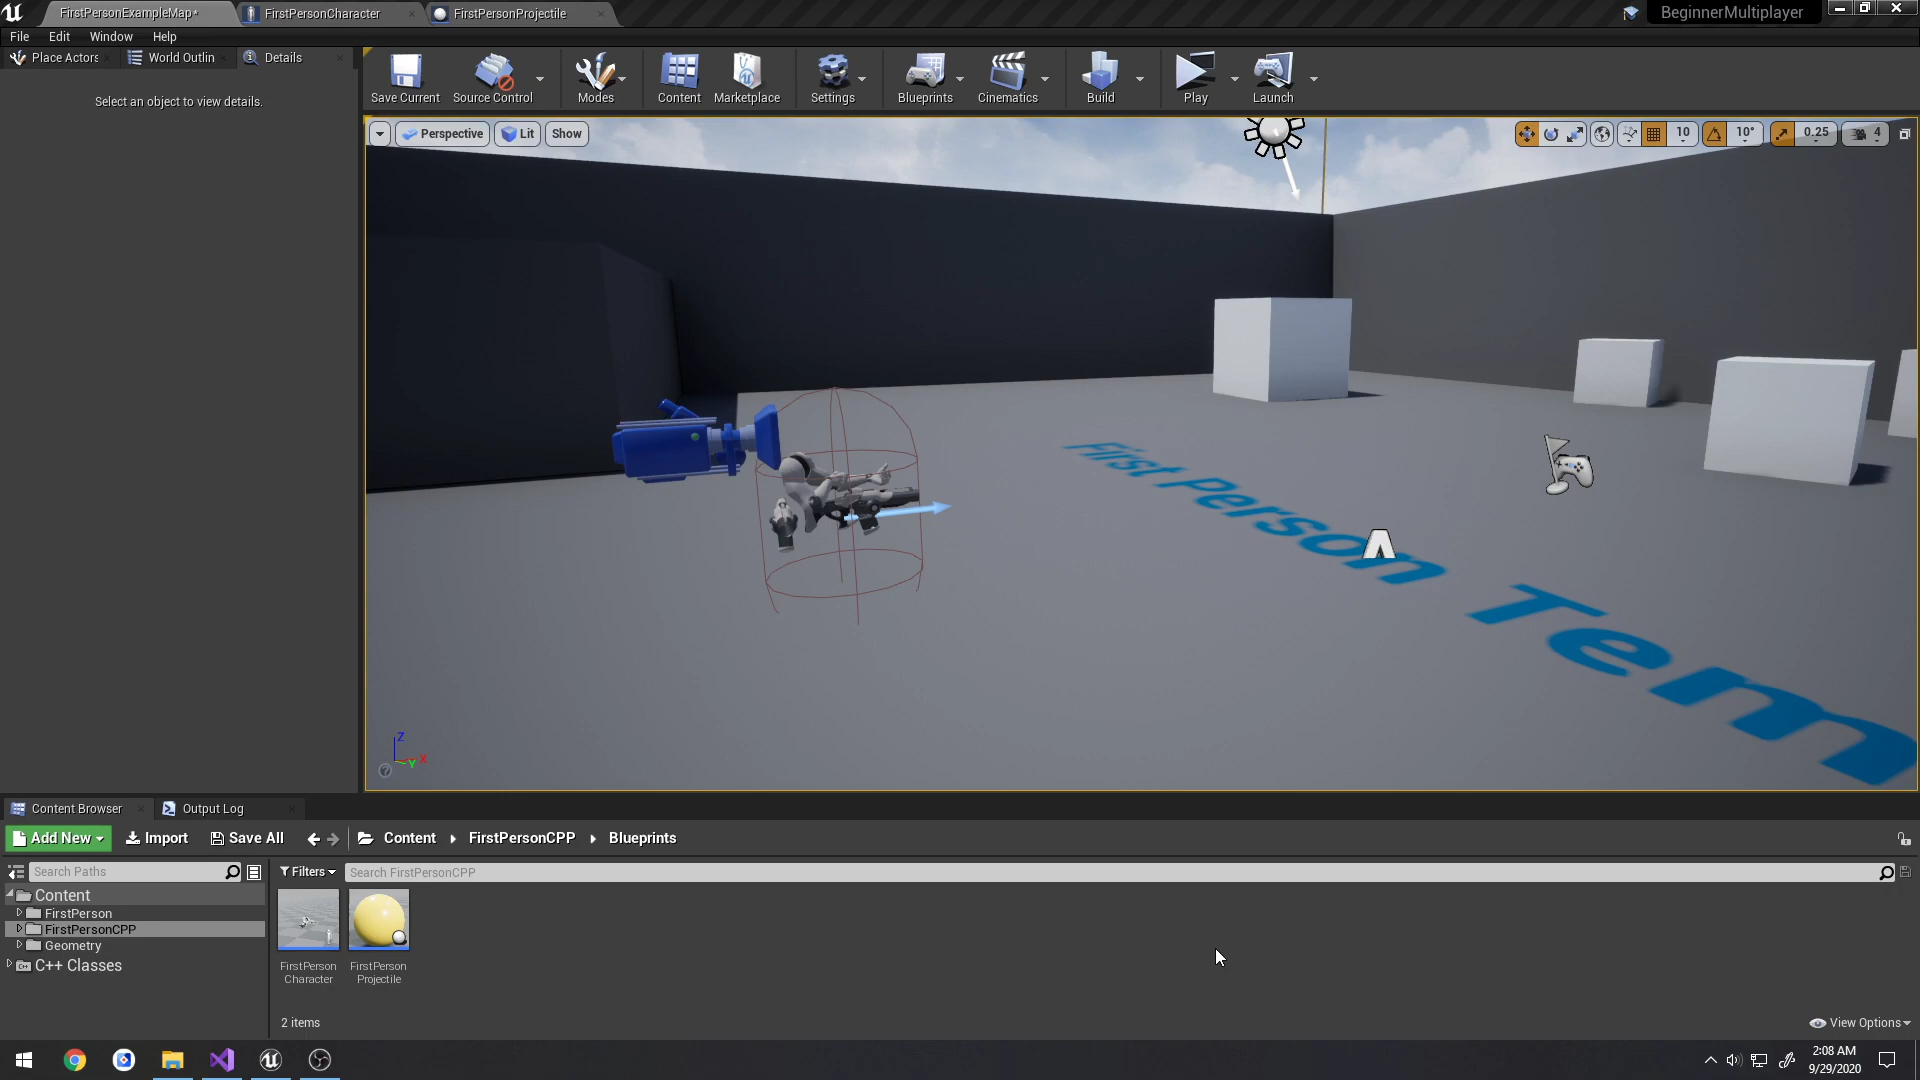 FirstPersonExampleMap*
FirstPersonCharacter
FirstPersonProjectile
BeginnerMultiplayer
File Edit Window Help
Place Actors
World Outlin
Details
Select an object to view details.
Save Current
Source Control
Modes
Content
Marketplace
Settings
Blueprints
Cinematics
Build
Play
Launch
Perspective
Lit
Show
10
10°
0.25
4
First Person Tem
Z
Y
X
Content Browser
Output Log
Add New
Import
Save All
Content
FirstPersonCPP
Blueprints
Search Paths
Filters
Search FirstPersonCPP
Content
FirstPerson
FirstPersonCPP
Geometry
C++ Classes
FirstPerson
Character
FirstPerson
Projectile
2 items
View Options
2:08 AM
9/29/2020